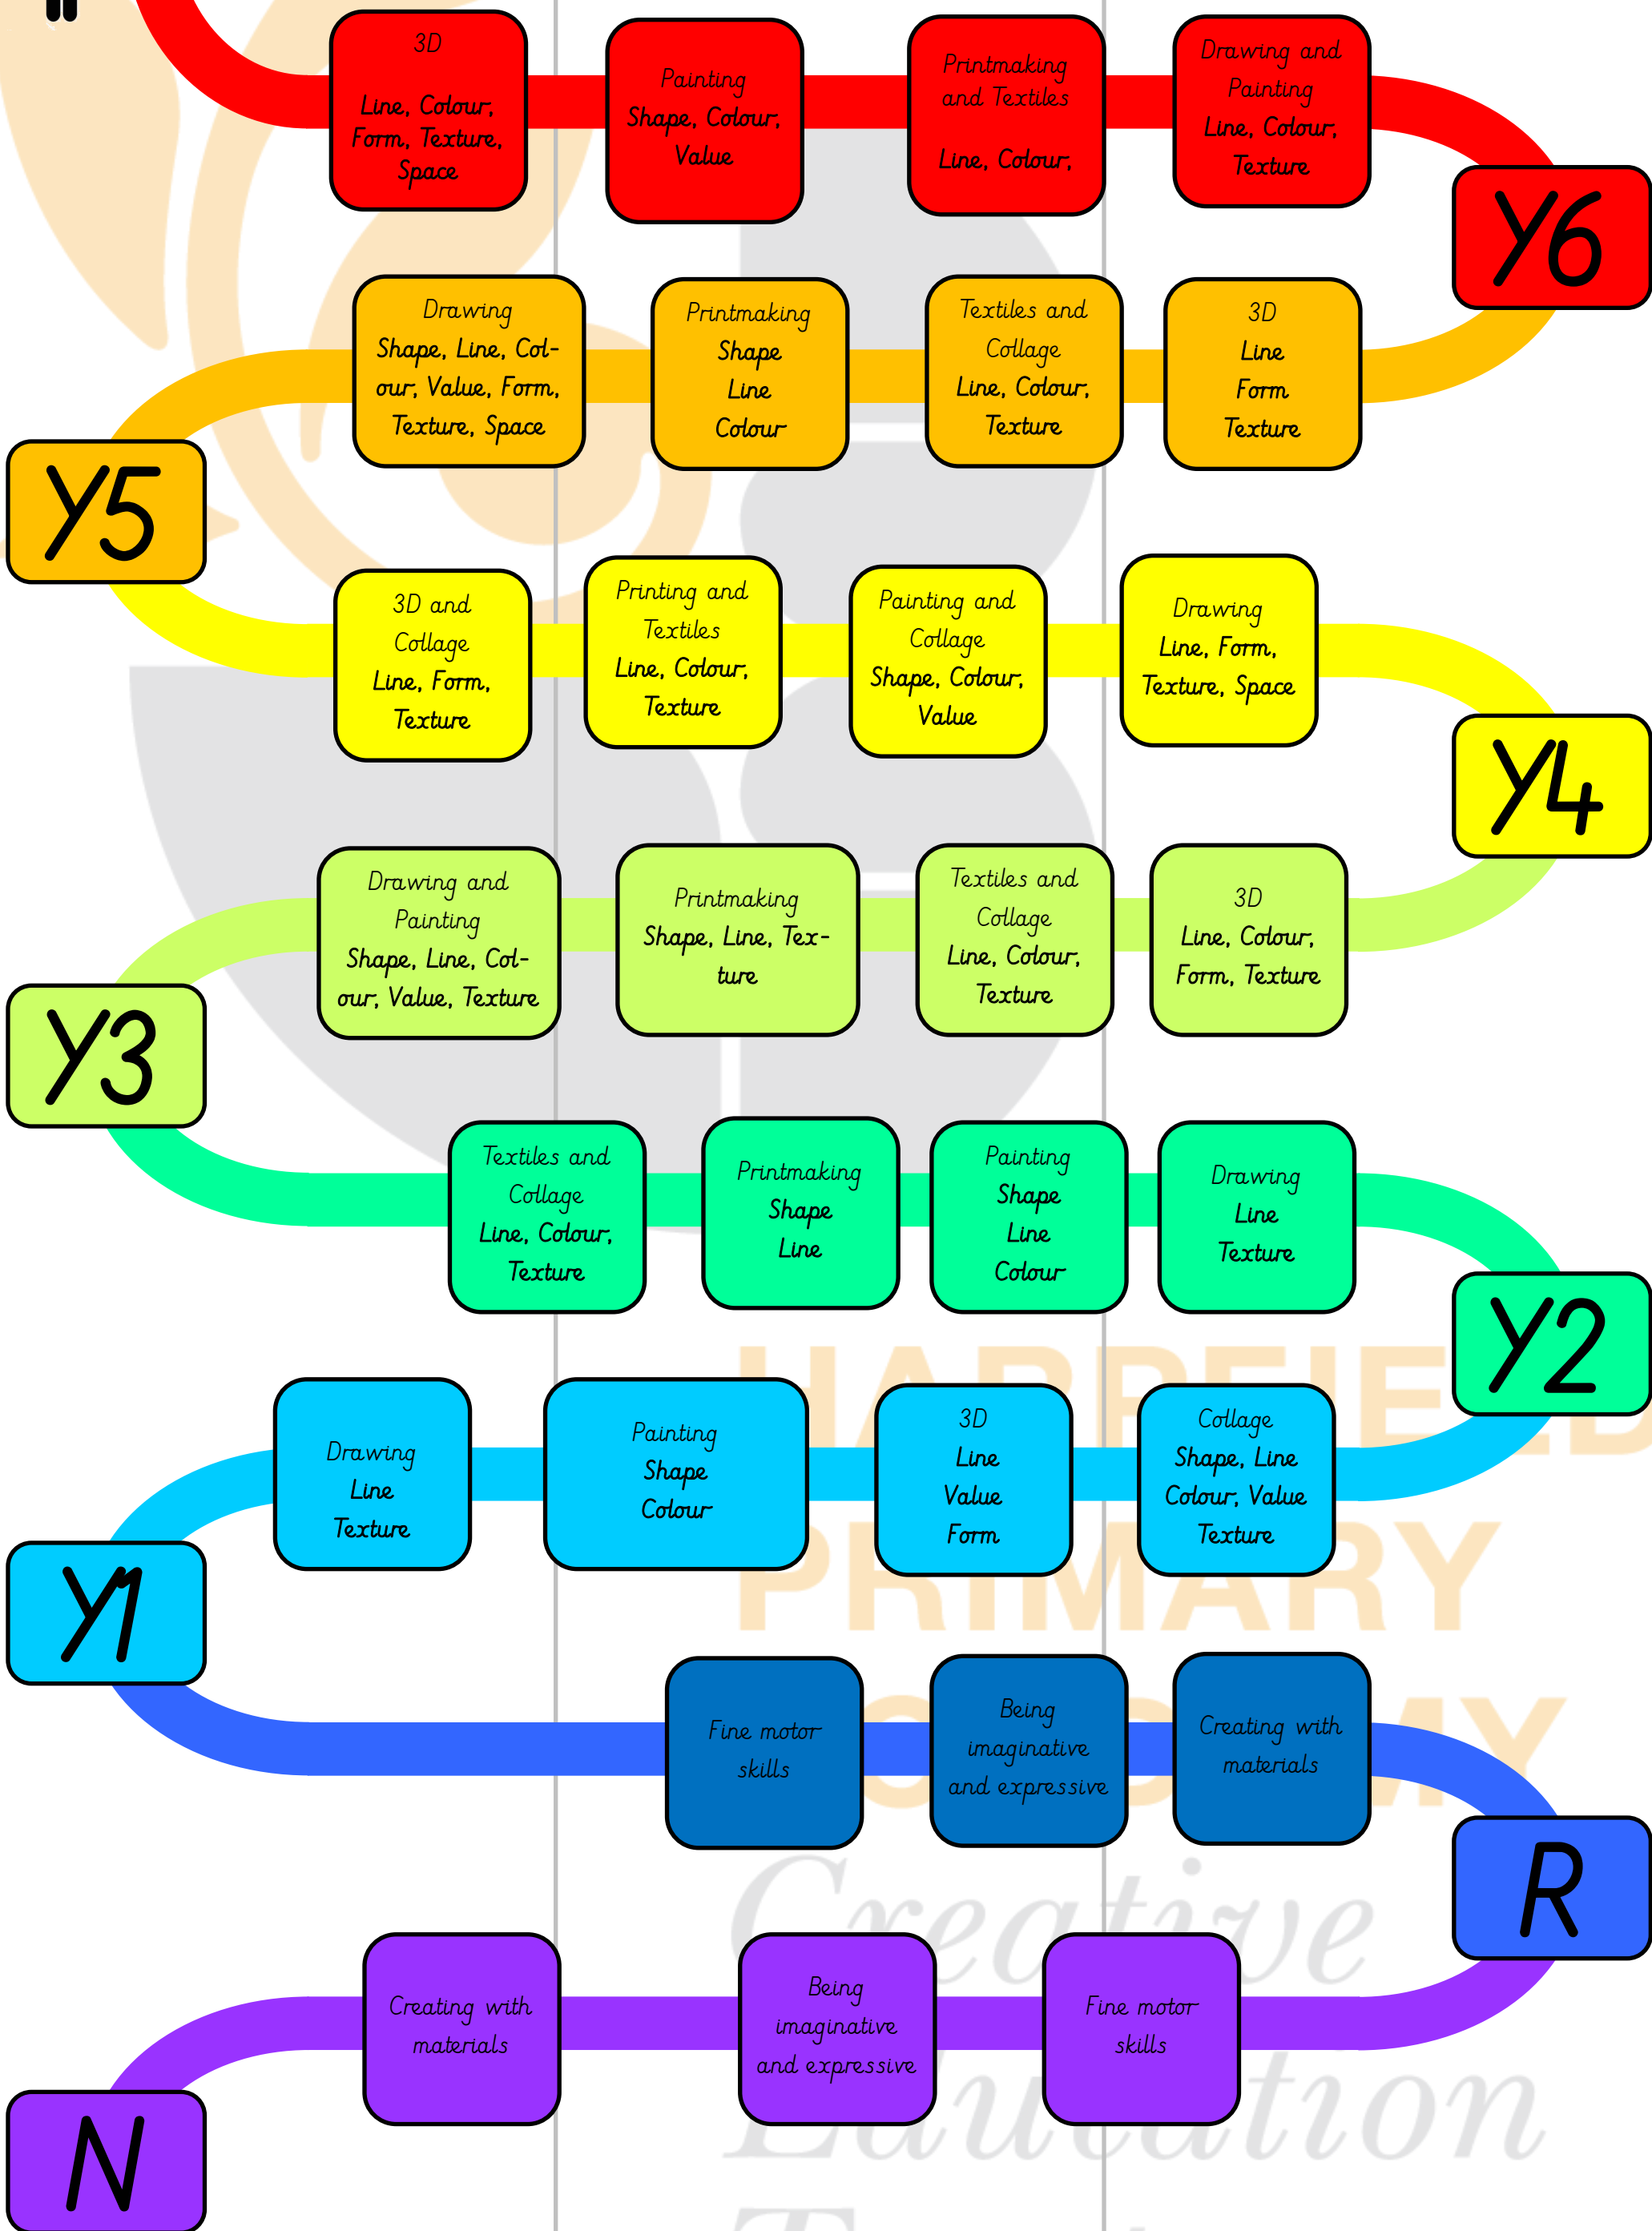 3D
Line, Colour,
Form, Texture,
Space
Painting
Shape, Colour,
Value
Printmaking
and Textiles
Line, Colour,
Drawing and
Painting
Line, Colour,
Texture
Y6
Drawing
Shape, Line, Col-
our, Value, Form,
Texture, Space
Printmaking
Shape
Line
Colour
Textiles and
Collage
Line, Colour,
Texture
3D
Line
Form
Texture
Y5
3D and
Collage
Line, Form,
Texture
Printing and
Textiles
Line, Colour,
Texture
Painting and
Collage
Shape, Colour,
Value
Drawing
Line, Form,
Texture, Space
Y4
Drawing and
Painting
Shape, Line, Col-
our, Value, Texture
Printmaking
Shape, Line, Tex-
ture
Textiles and
Collage
Line, Colour,
Texture
3D
Line, Colour,
Form, Texture
Y3
Textiles and
Collage
Line, Colour,
Texture
Printmaking
Shape
Line
Painting
Shape
Line
Colour
Drawing
Line
Texture
Y2
Drawing
Line
Texture
Painting
Shape
Colour
3D
Line
Value
Form
Collage
Shape, Line
Colour, Value
Texture
Y1
PRIMARY
Fine motor
skills
Being
imaginative
and expressive
Creating with
materials
R
Creative
Creating with
materials
Being
imaginative
and expressive
Fine motor
skills
Education
N